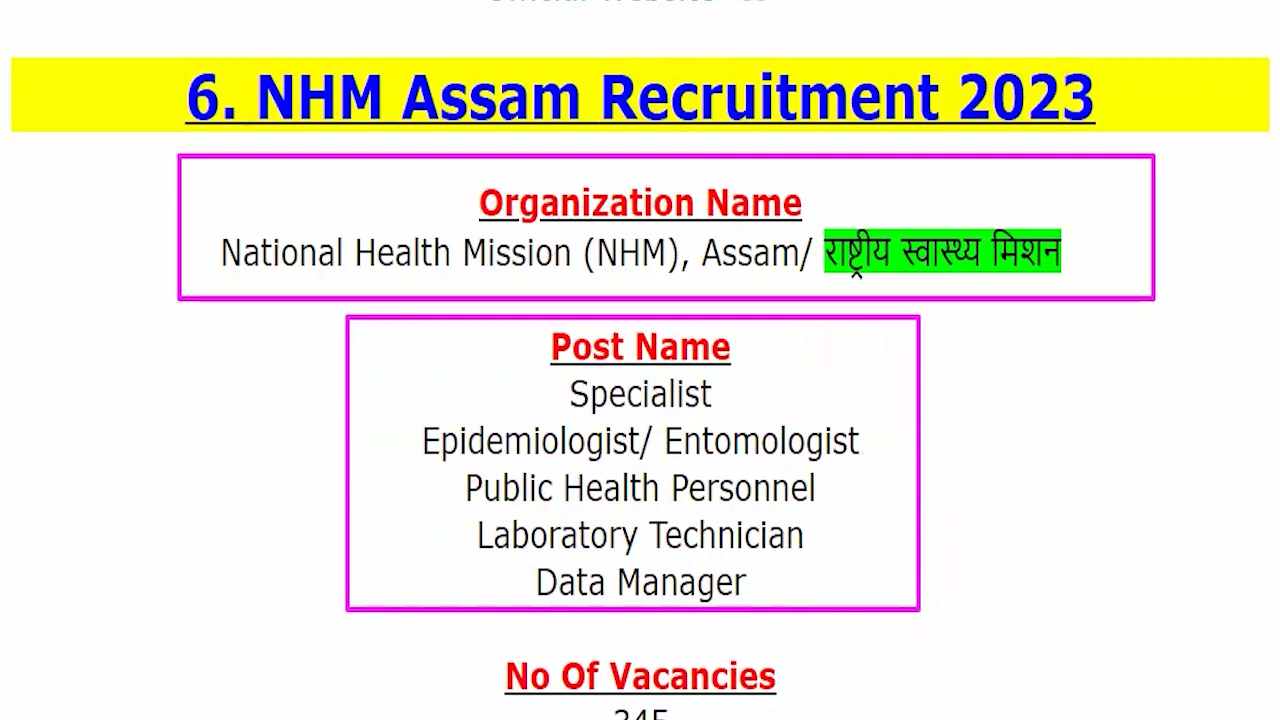 6. NHM Assam Recruitment 2023
Organization Name
National Health Mission (NHM), Assam/ राष्ट्रीय स्वास्थ्य मिशन
Post Name
Specialist
Epidemiologist/ Entomologist
Public Health Personnel
Laboratory Technician
Data Manager
No Of Vacancies